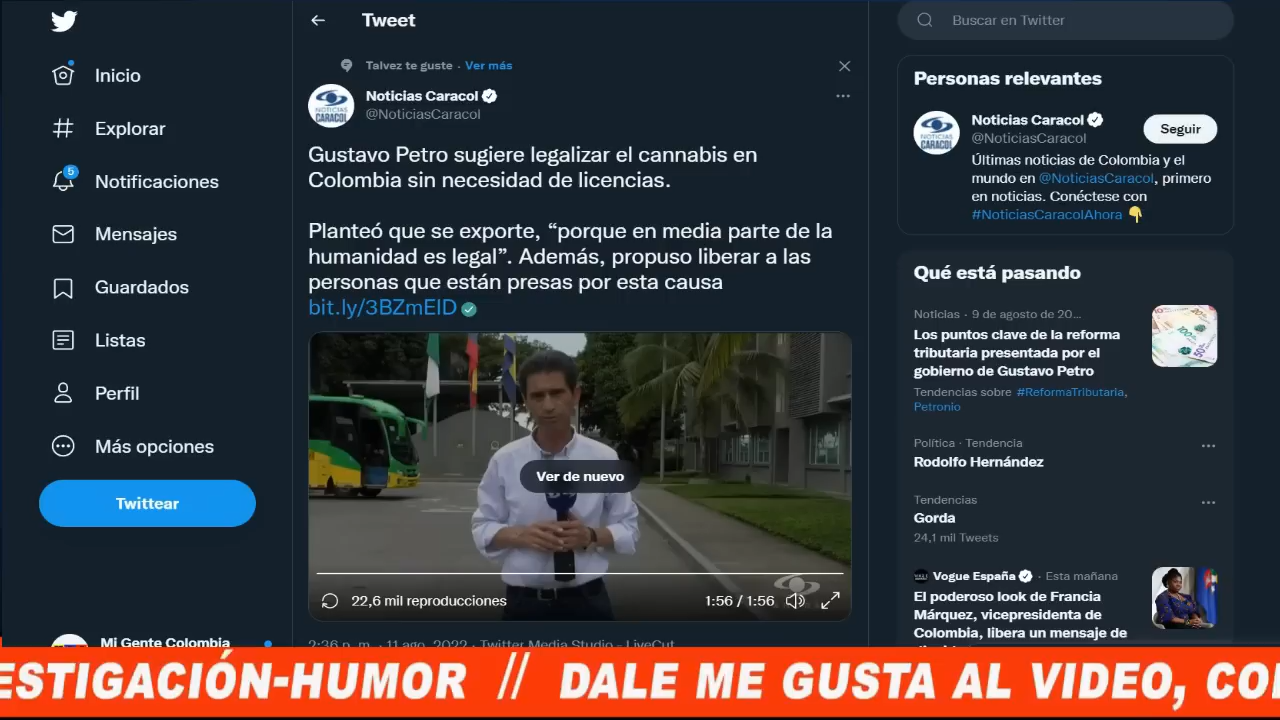 Inicio
Explorar
5
Notificaciones
Mensajes
Guardados
Listas
Perfil
Más opciones
Twittear
Mi Gente Colombia
Tweet
Talvez te guste · Ver más
Noticias Caracol
@NoticiasCaracol
NOTICIAS
CARACOL
Gustavo Petro sugiere legalizar el cannabis en
Colombia sin necesidad de licencias.
Planteó que se exporte, “porque en media parte de la
humanidad es legal”. Además, propuso liberar a las
personas que están presas por esta causa
bit.ly/3BZmElD
Ver de nuevo
22,6 mil reproducciones
1:56 / 1:56
2:36 p. m. · 11 ago. 2022 · Twitter Media Studio - LiveCut
Buscar en Twitter
Personas relevantes
NOTICIAS
CARACOL
Noticias Caracol
@NoticiasCaracol
Seguir
Últimas noticias de Colombia y el
mundo en @NoticiasCaracol, primero
en noticias. Conéctese con
#NoticiasCaracolAhora
Qué está pasando
Noticias · 9 de agosto de 20...
Los puntos clave de la reforma
tributaria presentada por el
gobierno de Gustavo Petro
Tendencias sobre #ReformaTributaria,
Petronio
Política · Tendencia
Rodolfo Hernández
Tendencias
Gorda
24,1 mil Tweets
Vogue España · Esta mañana
El poderoso look de Francia
Márquez, vicepresidenta de
Colombia, libera un mensaje de
ESTIGACIÓN-HUMOR // DALE ME GUSTA AL VIDEO, CO